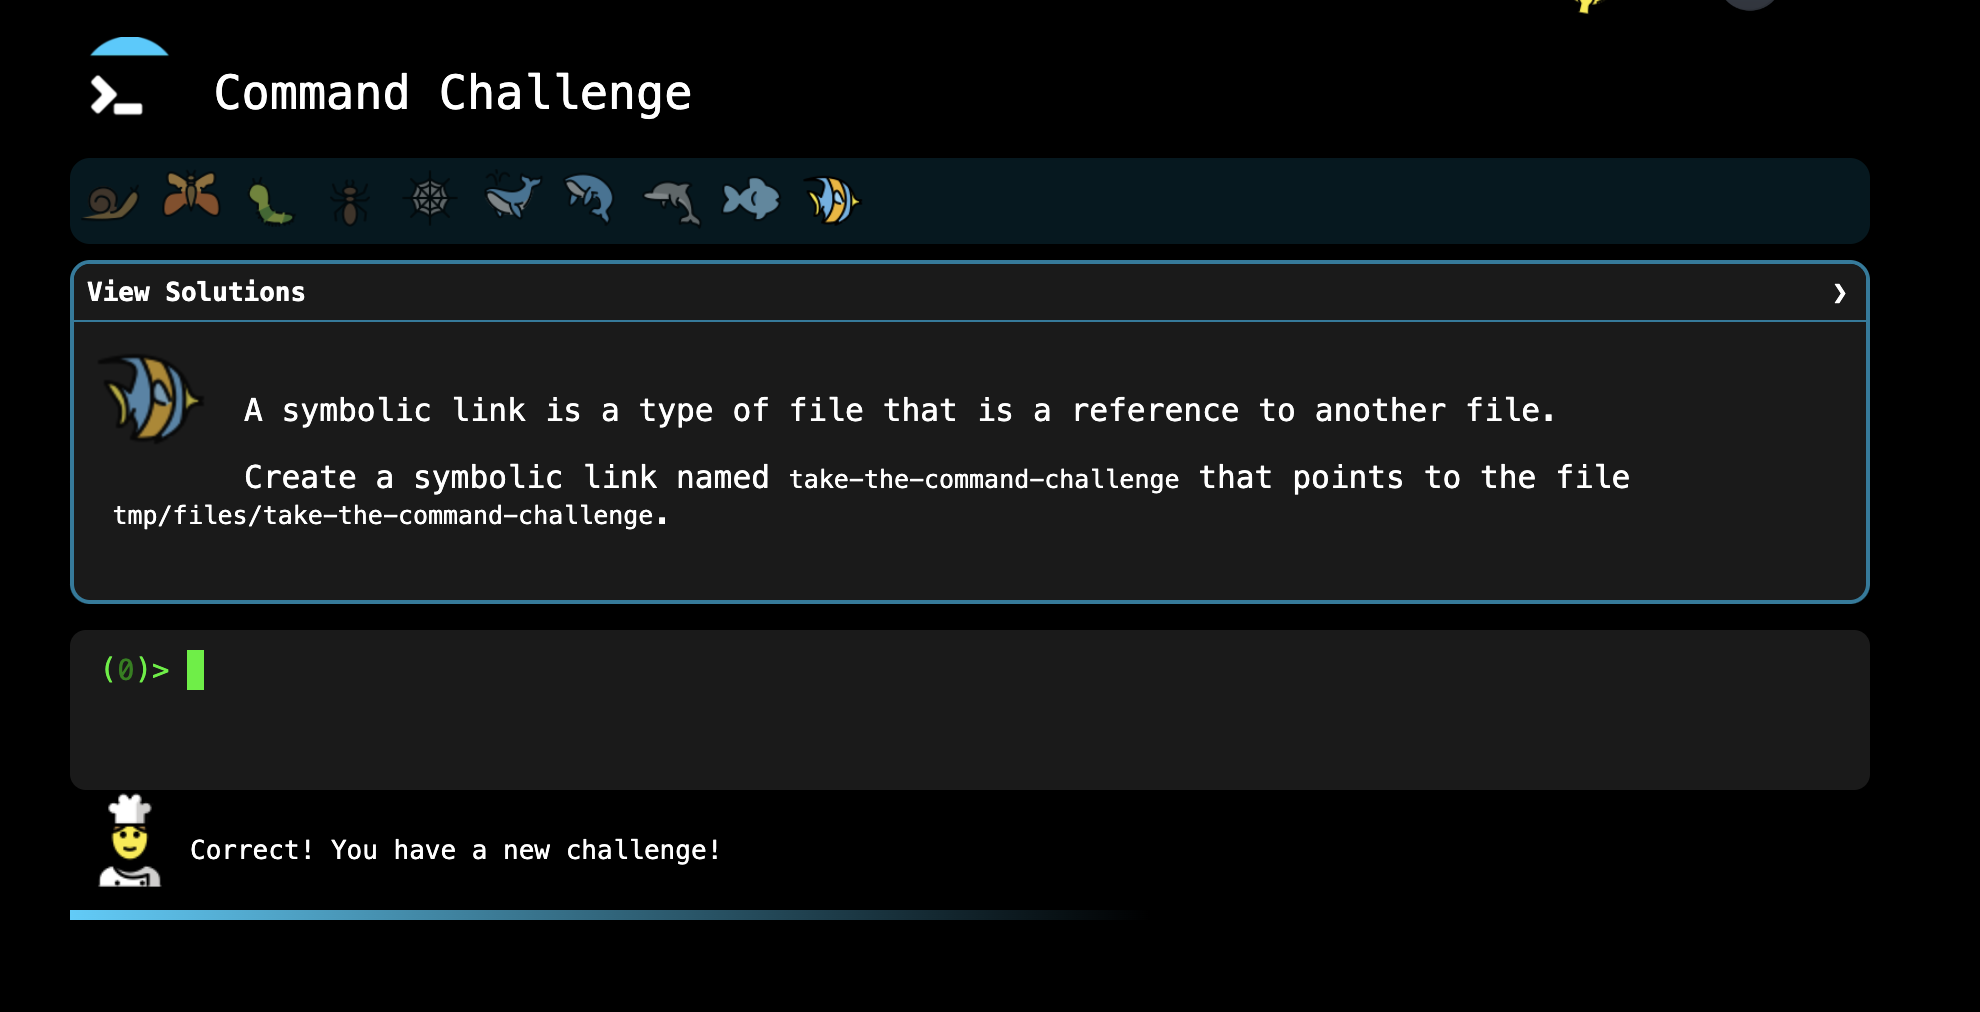 Command Challenge
View Solutions
A symbolic link is a type of file that is a reference to another file.
Create a symbolic link named take-the-command-challenge that points to the file
tmp/files/take-the-command-challenge.
(0)>
Correct! You have a new challenge!